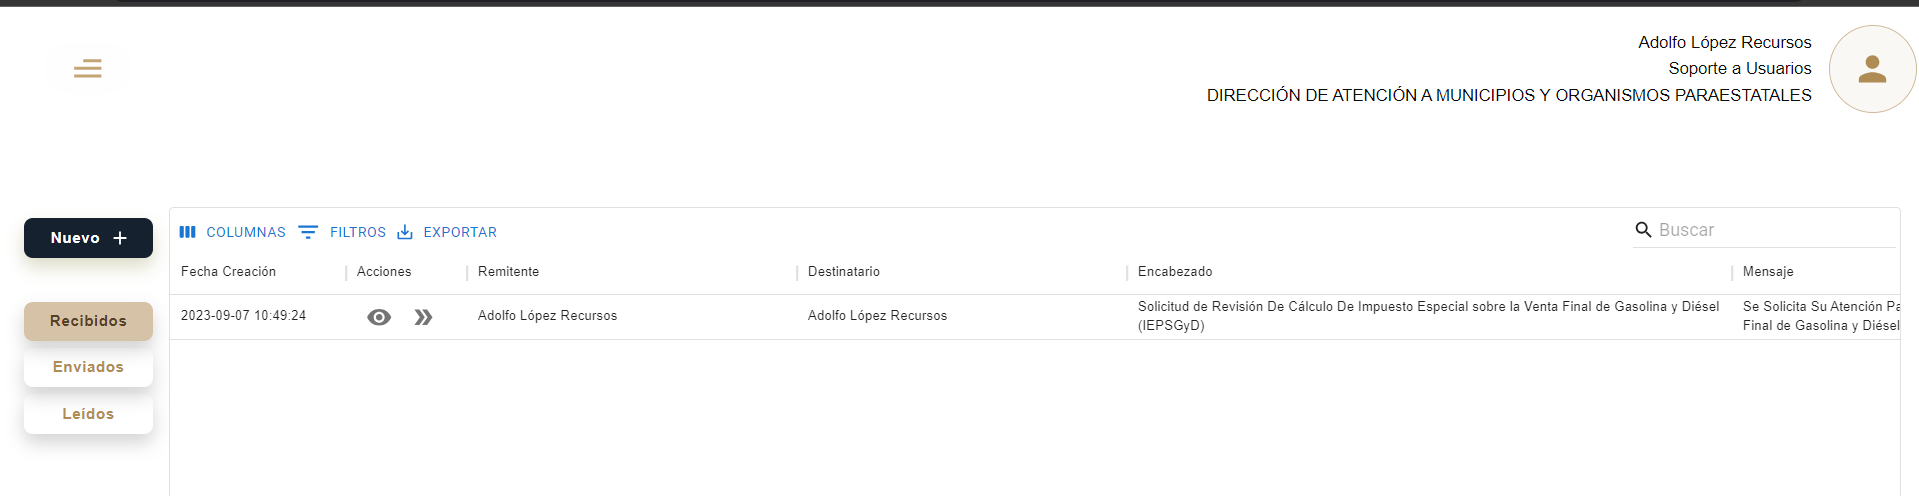 Adolfo López Recursos
Soporte a Usuarios
DIRECCIÓN DE ATENCIÓN A MUNICIPIOS Y ORGANISMOS PARAESTATALES
Nuevo
Recibidos
Enviados
Leídos
COLUMNAS FILTROS EXPORTAR
Buscar
Fecha Creación Acciones Remitente Destinatario Encabezado Mensaje
2023-09-07 10:49:24 Adolfo López Recursos Adolfo López Recursos
Solicitud de Revisión De Cálculo De Impuesto Especial sobre la Venta Final de Gasolina y Diésel
(IEPSGyD)
Se Solicita Su Atención Pa
Final de Gasolina y Diésel